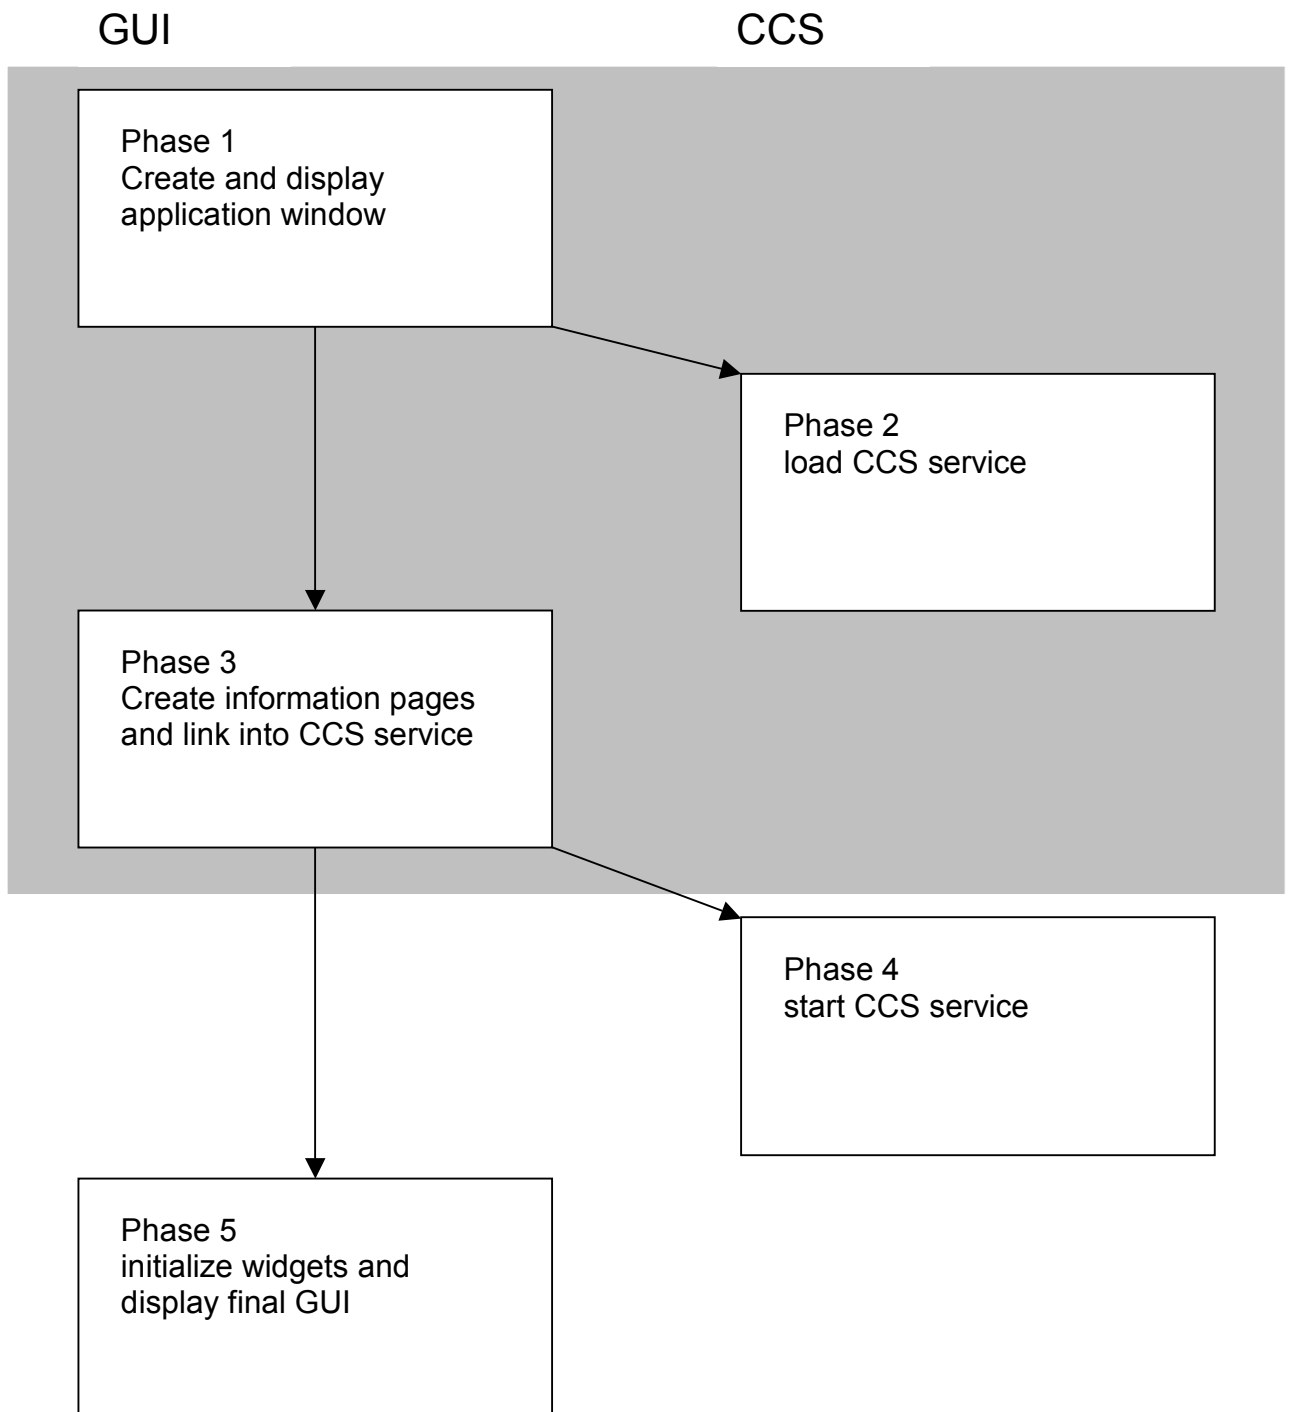 GUI
CCS
Phase 1
Create and display
application window
Phase 2
load CCS service
Phase 3
Create information pages
and link into CCS service
Phase 4
start CCS service
Phase 5
initialize widgets and
display final GUI